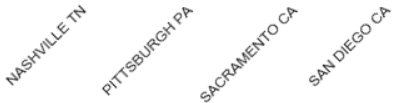 NASHVILLE TN
PITTSBURGH PA
SACRAMENTO CA
SAN DIEGO CA